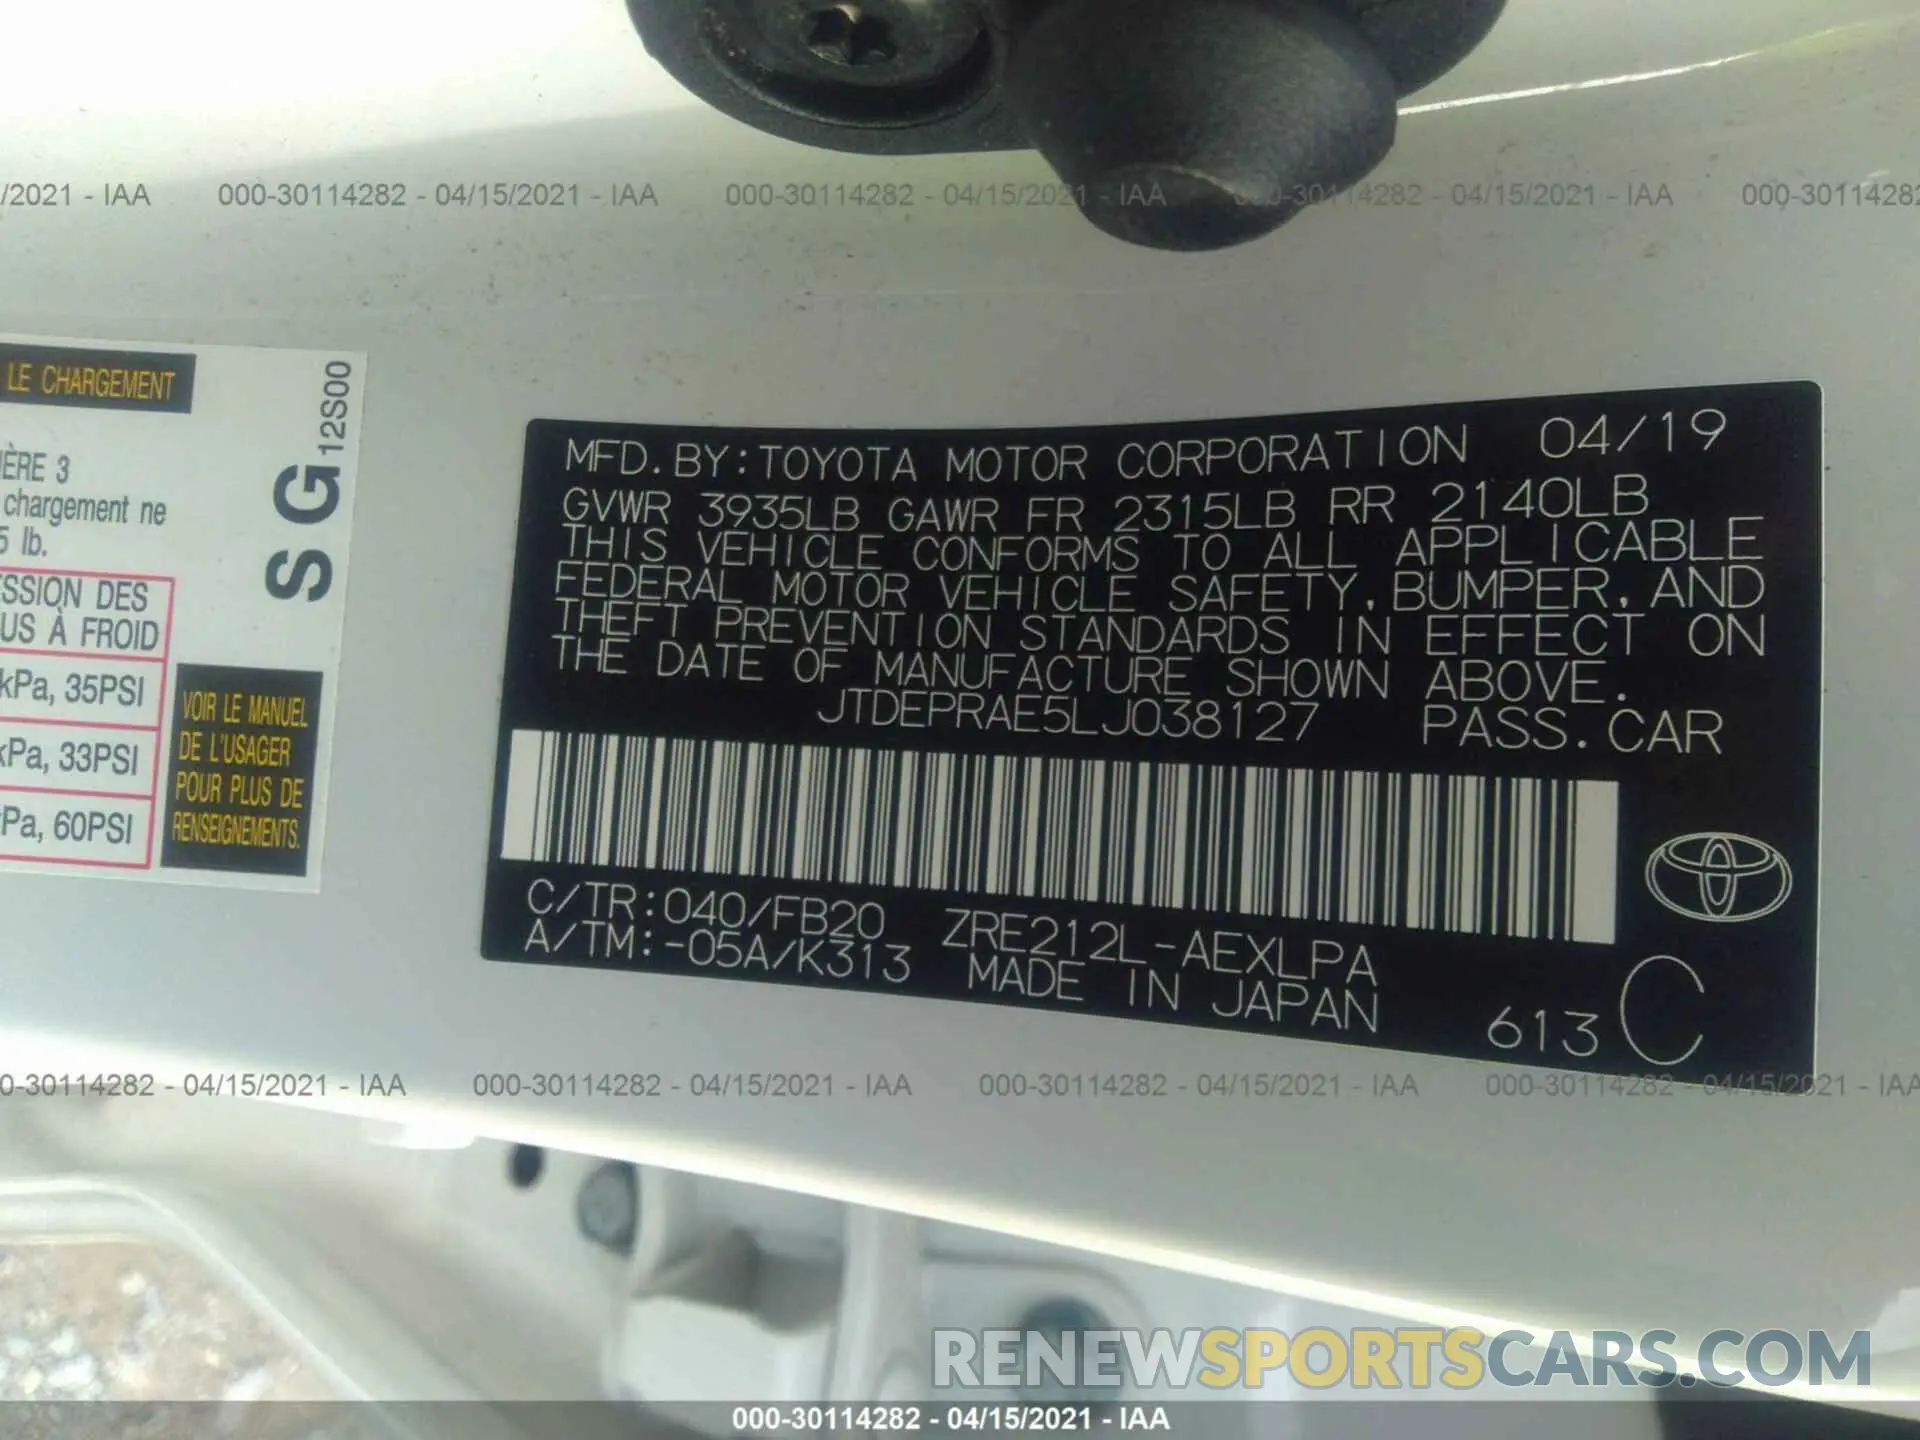 /2021 - IAA 000-30114282 - 04/15/2021 - IAA 000-30114282 - 04/15/2021 - IAA 000-30114282 - 04/15/2021 - IAA 000-30114282
LE CHARGEMENT
IÈRE 3
chargement ne
5 lb.
SSION DES
US À FROID
kPa, 35PSI
kPa, 33PSI
Pa, 60PSI
S G 12S00
VOIR LE MANUEL
DE L'USAGER
POUR PLUS DE
RENSEIGNEMENTS.
MFD. BY: TOYOTA MOTOR CORPORATION 04/19
GVWR 3935LB GAWR FR 2315LB RR 2140LB
THIS VEHICLE CONFORMS TO ALL APPLICABLE
FEDERAL MOTOR VEHICLE SAFETY, BUMPER, AND
THEFT PREVENTION STANDARDS IN EFFECT ON
THE DATE OF MANUFACTURE SHOWN ABOVE.
JTDEPRAE5LJ038127 PASS. CAR
C/TR: 040/FB20 ZRE212L-AEXLPA
A/TM: -05A/K313 MADE IN JAPAN
613 C
0-30114282 - 04/15/2021 - IAA 000-30114282 - 04/15/2021 - IAA 000-30114282 - 04/15/2021 - IAA 000-30114282 - 04/15/2021 - IAA
RENEWSPORTSCARS.COM
000-30114282 - 04/15/2021 - IAA